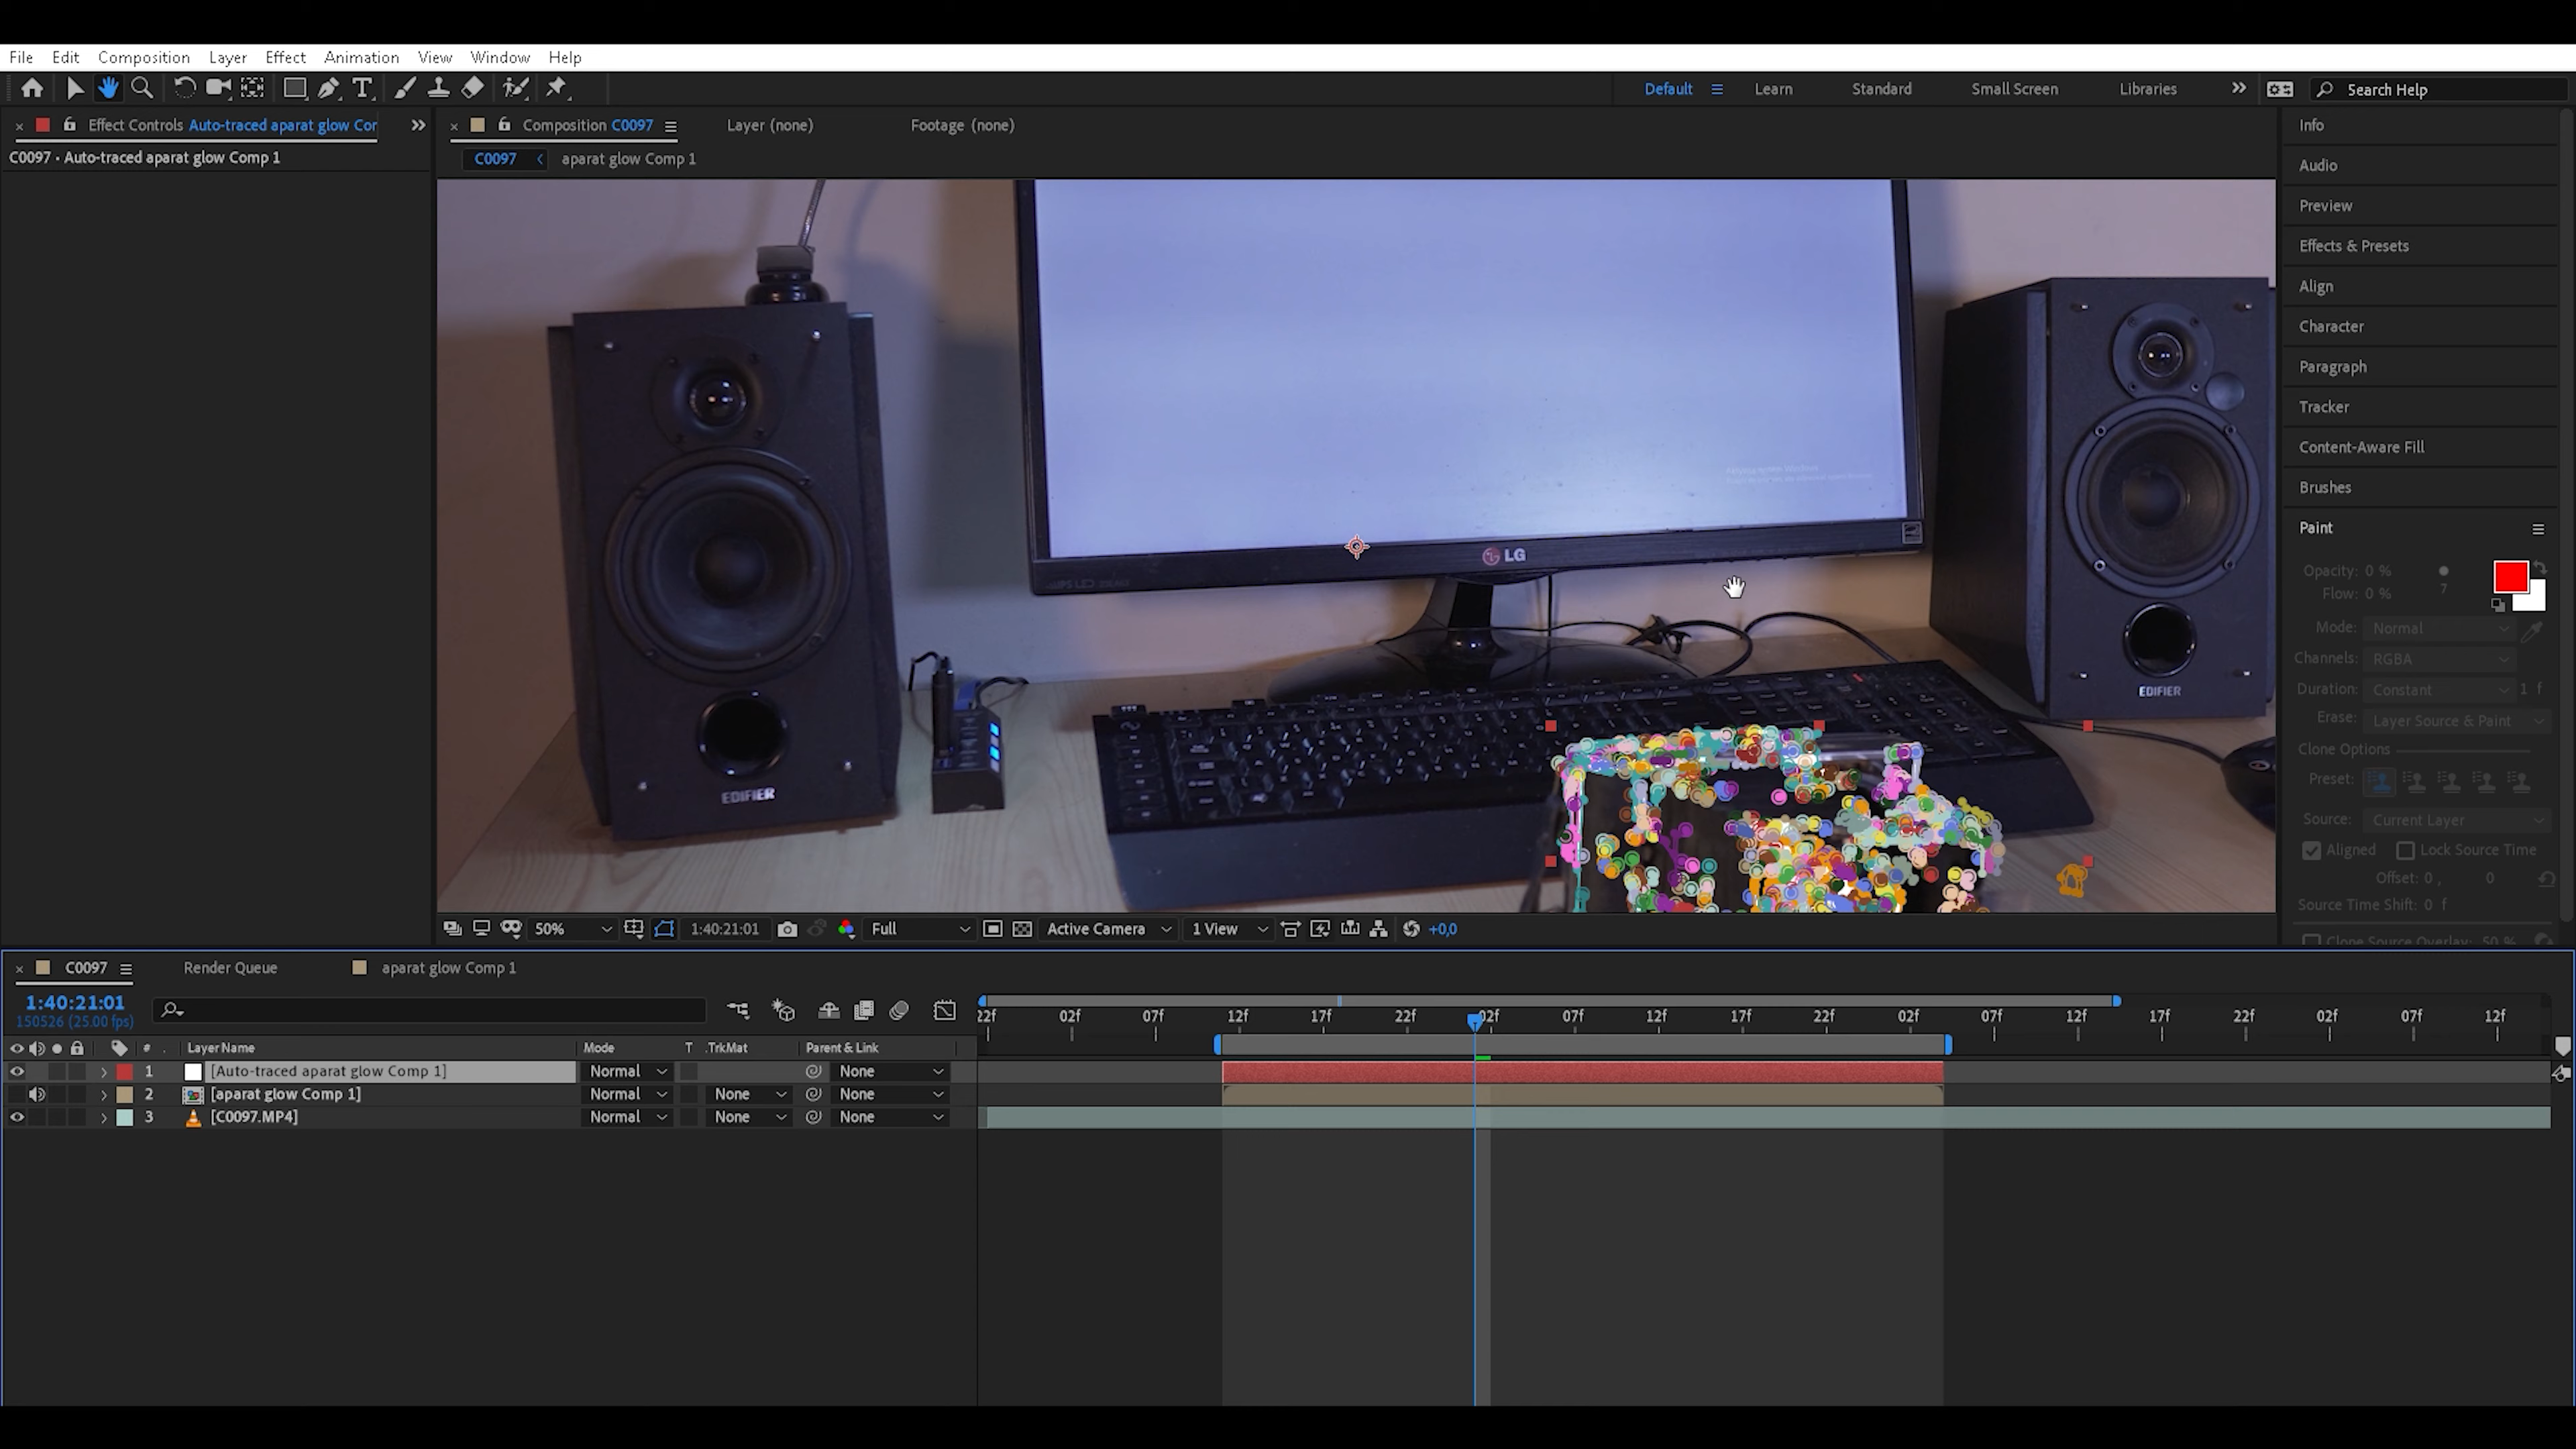 File Edit Composition Layer Effect Animation View Window Help
Default Learn Standard Small Screen Libraries Search Help
Effect Controls Auto-traced aparat glow Cor
Composition C0097 Layer (none) Footage (none)
C0097 • Auto-traced aparat glow Comp 1
C0097 aparat glow Comp 1
LG
EDIFIER
EDIFIER
Info
Audio
Preview
Effects & Presets
Align
Character
Paragraph
Tracker
Content-Aware Fill
Brushes
Paint
Opacity: 0 %
Flow: 0 % 7
Mode: Normal
Channels: RGBA
Duration: Constant 1 f
Erase: Layer Source & Paint
Clone Options
Preset:
Source: Current Layer
Aligned Lock Source Time
Offset: 0 , 0
Source Time Shift: 0 f
Clone Source Overlay: 50 %
50% 1:40:21:01 Full Active Camera 1 View +0,0
C0097 Render Queue aparat glow Comp 1
1:40:21:01
150526 (25.00 fps)
22f 02f 07f 12f 17f 22f 02f 07f 12f 17f 22f 02f 07f 12f 17f 22f 02f 07f 12f
# Layer Name Mode T .TrkMat Parent & Link
1 [Auto-traced aparat glow Comp 1] Normal None
2 [aparat glow Comp 1] Normal None None
3 [C0097.MP4] Normal None None